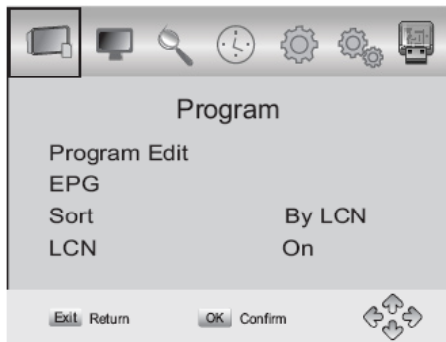 Program
Program Edit
EPG
Sort By LCN
LCN On
Exit Return OK Confirm